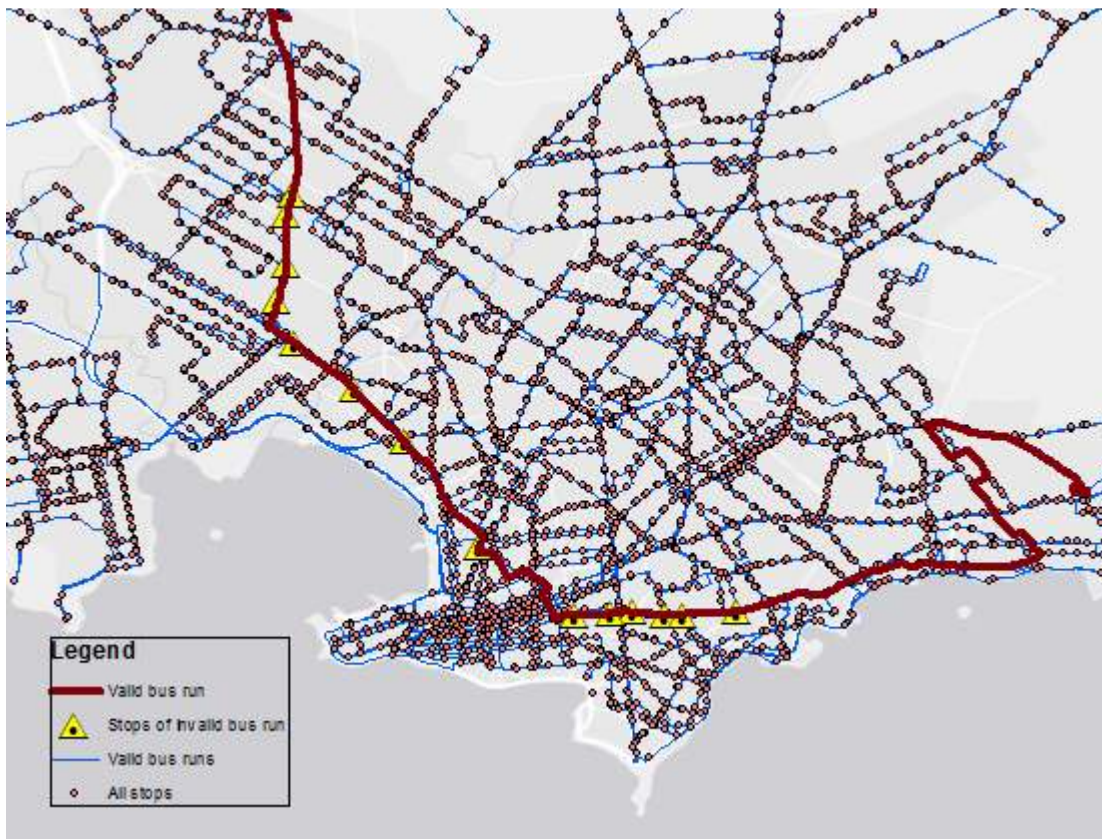 Legend
Valid bus run
Stops of invalid bus run
Valid bus runs
All stops